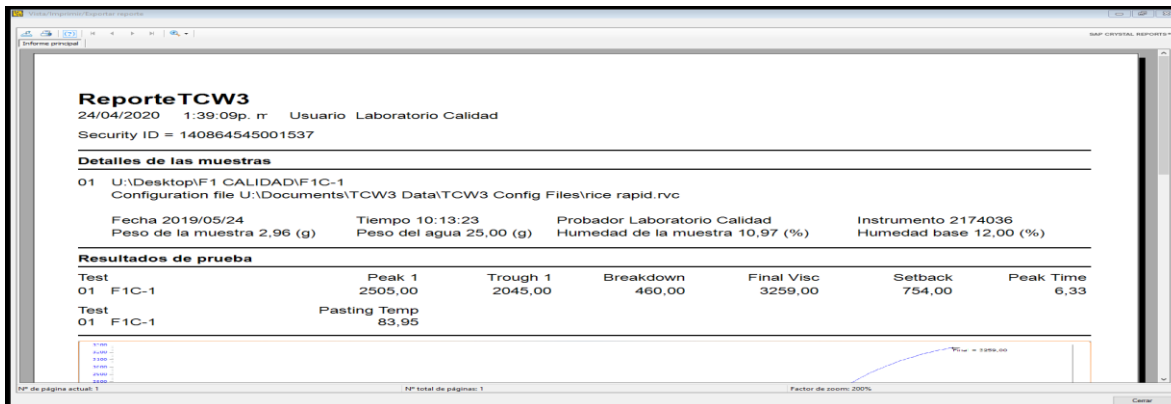 Vista/Impresor/Exportar reporte
SAP CRYSTAL REPORTS
Informe principal
ReporteTCW3
24/04/2020 1:39:09p. Usuario Laboratorio Calidad
Security ID = 140864545001537
Detalles de las muestras
01 U:\Desktop\F1 CALIDAD\F1C-1
Configuration file U:\Documents\TCW3 Data\TCW3 Config Files\rice rapid.rvc
Fecha 2019/05/24 Tiempo 10:13:23 Probador Laboratorio Calidad Instrumento 2174036
Peso de la muestra 2,96 (g) Peso del agua 25,00 (g) Humedad de la muestra 10,97 (%) Humedad base 12,00 (%)
Resultados de prueba
Test Peak 1 Trough 1 Breakdown Final Visc Setback Peak Time
01 F1C-1 2505,00 2045,00 460,00 3259,00 754,00 6,33
Test Pasting Temp
01 F1C-1 83,95
= 3259,00
Nº de página actual: 1 Nº total de páginas: 1 Factor de zoom: 200%
Cerrar